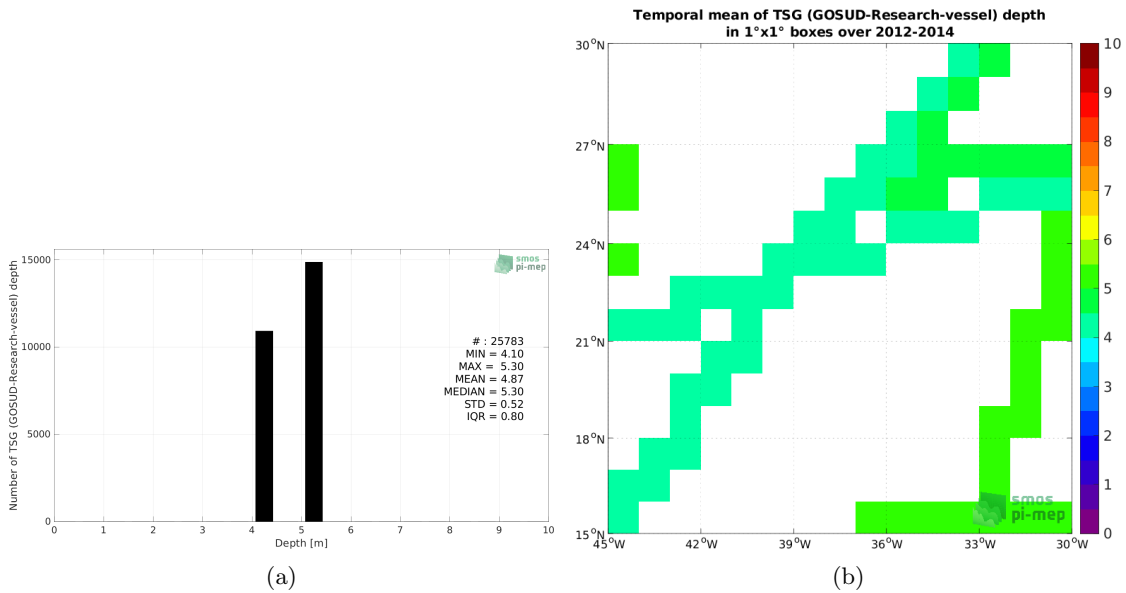 Number of TSG (GOSUD-Research-vessel) depth
15000
10000
5000
0
0 1 2 3 4 5 6 7 8 9 10
Depth [m]
smos
pi-mep
# : 25783
MIN = 4.10
MAX = 5.30
MEAN = 4.87
MEDIAN = 5.30
STD = 0.52
IQR = 0.80
(a)
Temporal mean of TSG (GOSUD-Research-vessel) depth
in 1°x1° boxes over 2012-2014
30°N
27°N
24°N
21°N
18°N
15°N
45°W 42°W 39°W 36°W 33°W 30°W
smos
pi-mep
10
9
8
7
6
5
4
3
2
1
0
(b)